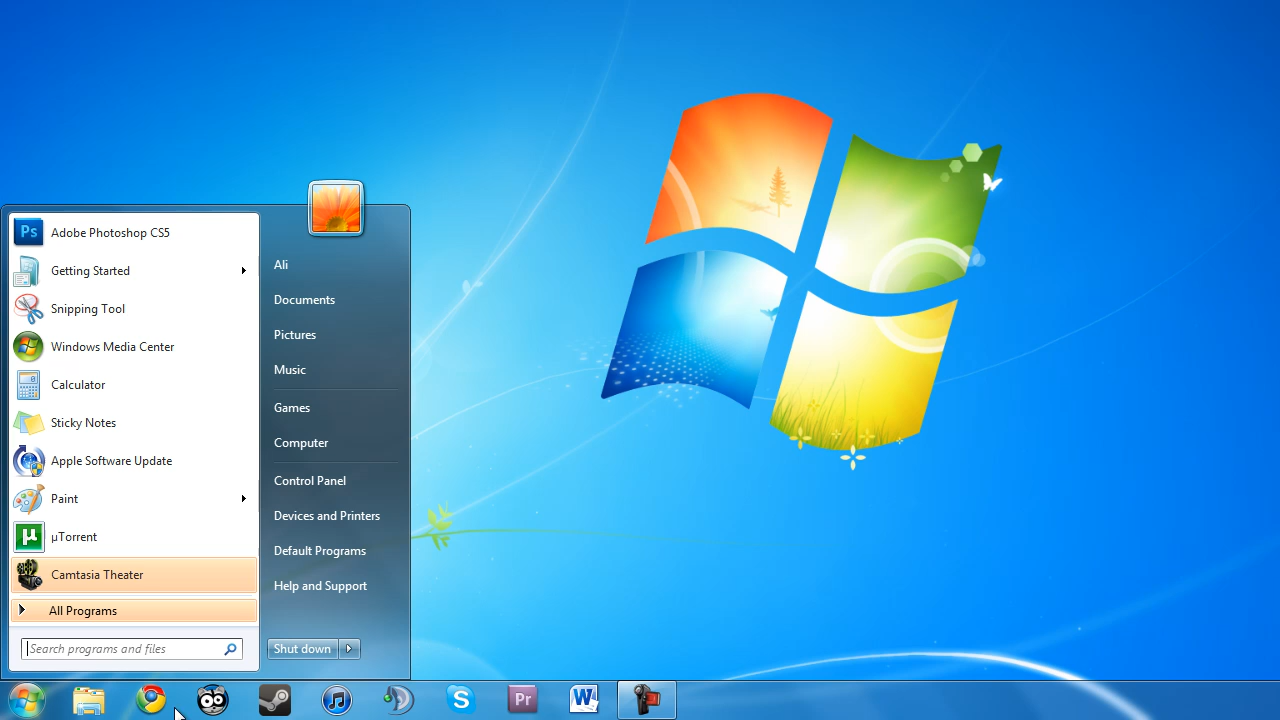 Ps Adobe Photoshop CS5
Getting Started
Snipping Tool
Windows Media Center
Calculator
Sticky Notes
Apple Software Update
Paint
µ µTorrent
Camtasia Theater
All Programs
Search programs and files
Ali
Documents
Pictures
Music
Games
Computer
Control Panel
Devices and Printers
Default Programs
Help and Support
Shut down
S Pr W